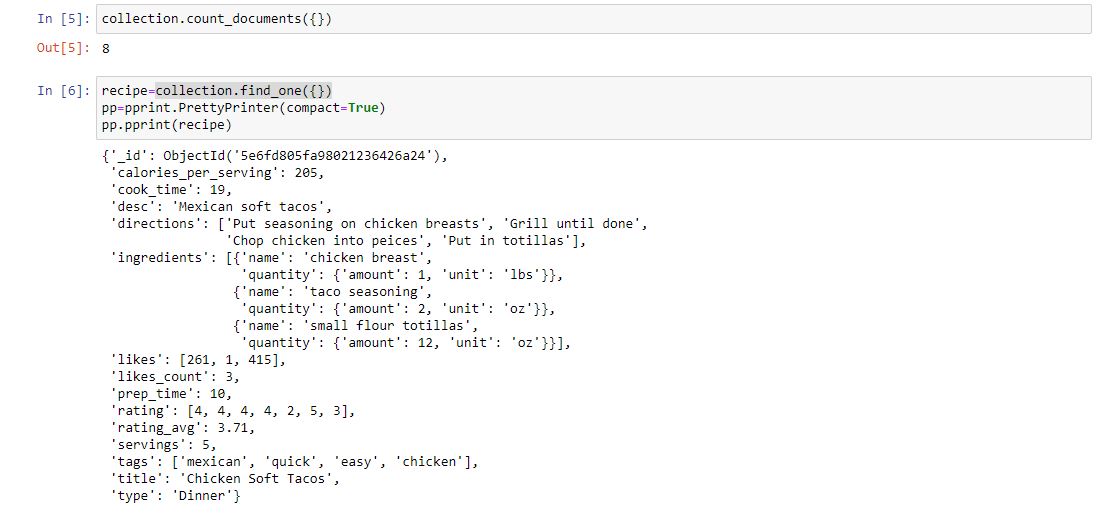 In [5]: collection.count_documents({})
Out[5]: 8
In [6]: recipe=collection.find_one({})
pp=pprint.PrettyPrinter(compact=True)
pp.pprint(recipe)
{'_id': ObjectId('5e6fd805fa98021236426a24'),
'calories_per_serving': 205,
'cook_time': 19,
'desc': 'Mexican soft tacos',
'directions': ['Put seasoning on chicken breasts', 'Grill until done',
'Chop chicken into peices', 'Put in totillas'],
'ingredients': [{'name': 'chicken breast',
'quantity': {'amount': 1, 'unit': 'lbs'}},
{'name': 'taco seasoning',
'quantity': {'amount': 2, 'unit': 'oz'}},
{'name': 'small flour totillas',
'quantity': {'amount': 12, 'unit': 'oz'}}],
'likes': [261, 1, 415],
'likes_count': 3,
'prep_time': 10,
'rating': [4, 4, 4, 4, 2, 5, 3],
'rating_avg': 3.71,
'servings': 5,
'tags': ['mexican', 'quick', 'easy', 'chicken'],
'title': 'Chicken Soft Tacos',
'type': 'Dinner'}